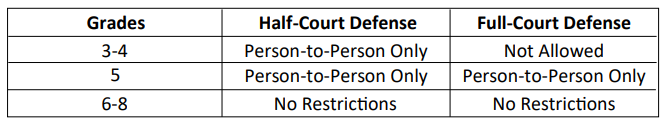 Grades Half-Court Defense Full-Court Defense
3-4 Person-to-Person Only Not Allowed
5 Person-to-Person Only Person-to-Person Only
6-8 No Restrictions No Restrictions